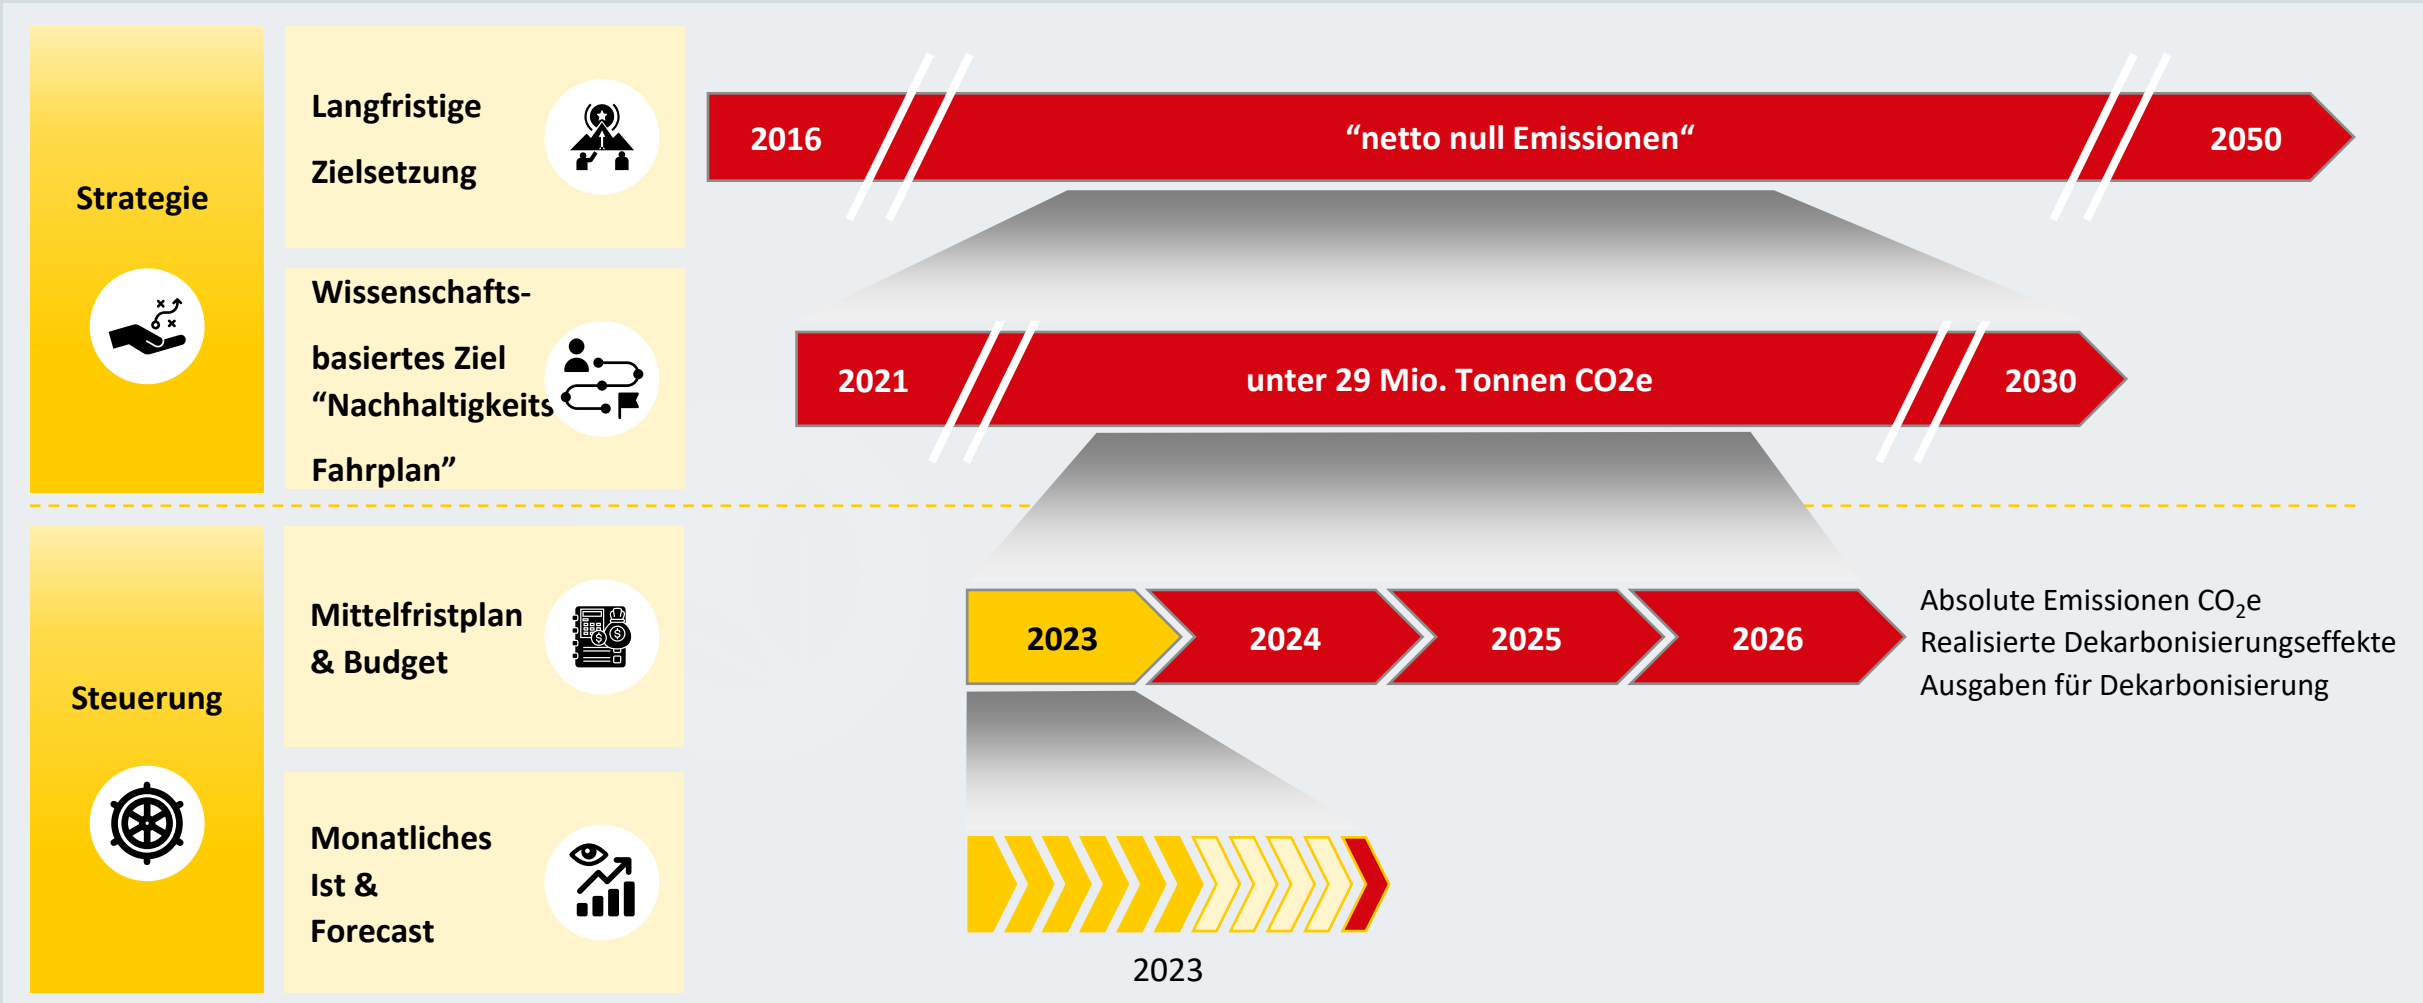 Strategie
Langfristige
Zielsetzung
2016
“netto null Emissionen“
2050
Wissenschafts-
basiertes Ziel
“Nachhaltigkeits
Fahrplan”
2021
unter 29 Mio. Tonnen CO2e
2030
Steuerung
Mittelfristplan
& Budget
2023
2024
2025
2026
Absolute Emissionen CO₂e
Realisierte Dekarbonisierungseffekte
Ausgaben für Dekarbonisierung
Monatliches
Ist &
Forecast
2023